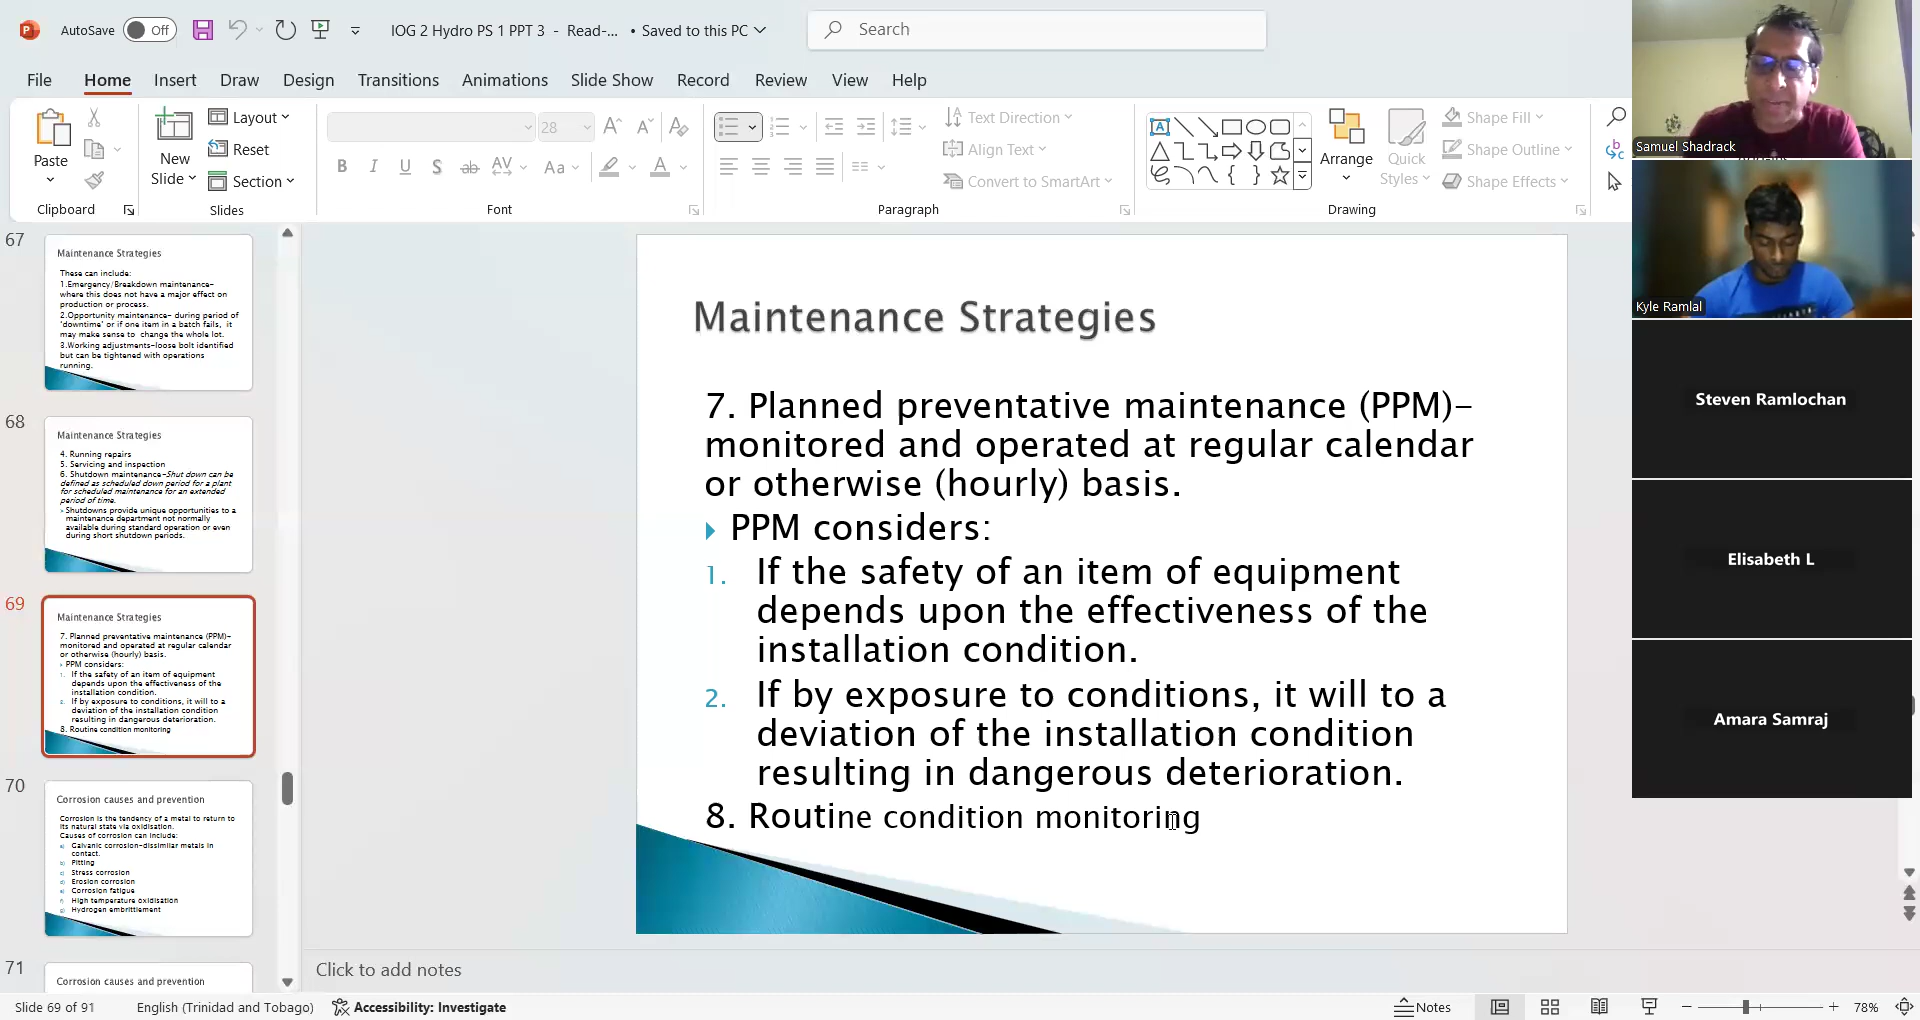 AutoSave Off IOG 2 Hydro PS 1 PPT 3 - Read-... • Saved to this PC Search
File Home Insert Draw Design Transitions Animations Slide Show Record Review View Help
Paste
Clipboard
New Slide
Layout
Reset
Section
Slides
28
B I U S ab AV Aa A
Font
Text Direction
Align Text
Convert to SmartArt
Paragraph
Arrange
Quick Styles
Shape Fill
Shape Outline
Shape Effects
Drawing
67
Maintenance Strategies
These can include:
1.Emergency/Breakdown maintenance-
where this does not have a major effect on
production or process.
2.Opportunity maintenance- during period of
'downtime' or if one item in a batch fails, it
may make sense to change the whole lot.
3.Working adjustments-loose bolt identified
but can be tightened with operations
running.
68
Maintenance Strategies
4. Running repairs
5. Servicing and inspection
6. Shutdown maintenance-Shut down can be
defined as scheduled down period for a plant
for scheduled maintenance for an extended
period of time.
Shutdowns provide unique opportunities to a
maintenance department not normally
available during standard operation or even
during short shutdown periods.
69
Maintenance Strategies
7. Planned preventative maintenance (PPM)-
monitored and operated at regular calendar
or otherwise (hourly) basis.
PPM considers:
1. If the safety of an item of equipment
depends upon the effectiveness of the
installation condition.
2. If by exposure to conditions, it will to a
deviation of the installation condition
resulting in dangerous deterioration.
8. Routine condition monitoring
70
Corrosion causes and prevention
Corrosion is the tendency of a metal to return to
its natural state via oxidisation.
Causes of corrosion can include:
a) Galvanic corrosion-dissimilar metals in
contact.
b) Pitting
c) Stress corrosion
d) Erosion corrosion
e) Corrosion fatigue
f) High temperature oxidisation
g) Hydrogen embrittlement
71
Corrosion causes and prevention
Maintenance Strategies
7. Planned preventative maintenance (PPM)-
monitored and operated at regular calendar
or otherwise (hourly) basis.
PPM considers:
1. If the safety of an item of equipment
depends upon the effectiveness of the
installation condition.
2. If by exposure to conditions, it will to a
deviation of the installation condition
resulting in dangerous deterioration.
8. Routine condition monitoring
Click to add notes
Samuel Shadrack
Kyle Ramlal
Steven Ramlochan
Elisabeth L
Amara Samraj
Slide 69 of 91 English (Trinidad and Tobago) Accessibility: Investigate Notes 78%